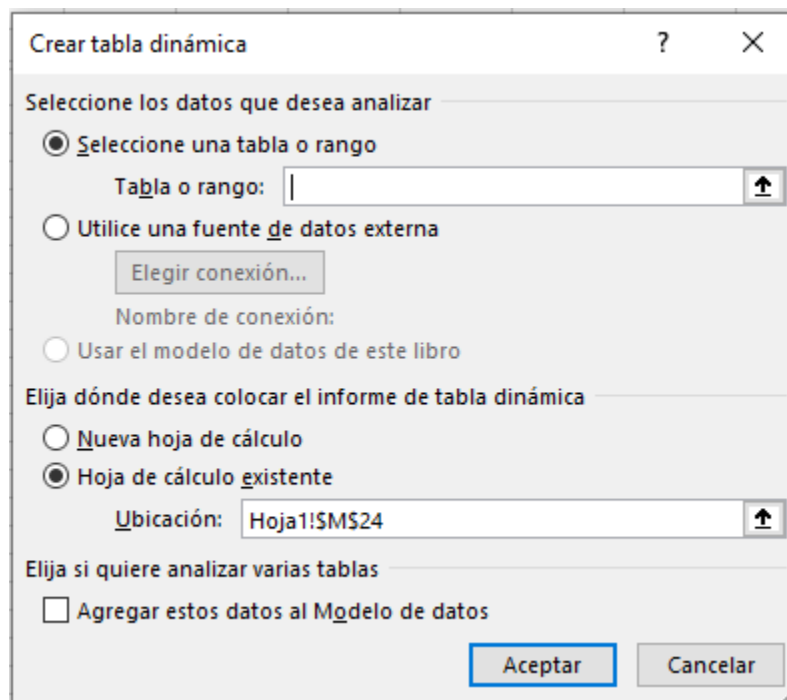 Crear tabla dinámica ?
Seleccione los datos que desea analizar
Seleccione una tabla o rango
Tabla o rango:
Utilice una fuente de datos externa
Elegir conexión...
Nombre de conexión:
Usar el modelo de datos de este libro
Elija dónde desea colocar el informe de tabla dinámica
Nueva hoja de cálculo
Hoja de cálculo existente
Ubicación: Hoja1!$M$24
Elija si quiere analizar varias tablas
Agregar estos datos al Modelo de datos
Aceptar Cancelar